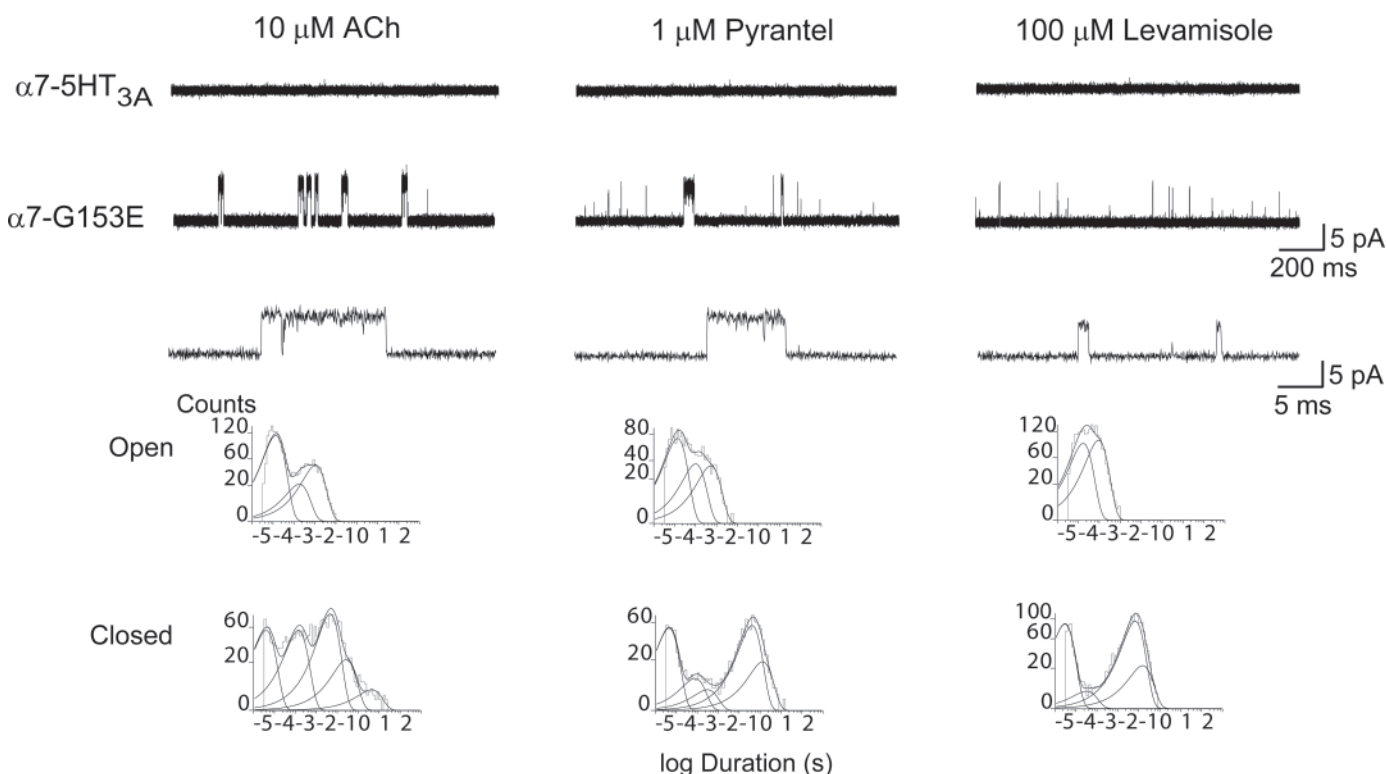 10 μM ACh 1 μM Pyrantel 100 μM Levamisole
α7-5HT3A
α7-G153E
5 pA
200 ms
5 pA
5 ms
Counts
Open
120
60
20
0
-5-4-3-2-10 1 2
80
40
20
0
-5-4-3-2-10 1 2
120
60
20
0
-5-4-3-2-10 1 2
Closed
60
20
0
-5-4-3-2-10 1 2
60
20
0
-5-4-3-2-10 1 2
100
60
20
0
-5-4-3-2-10 1 2
log Duration (s)